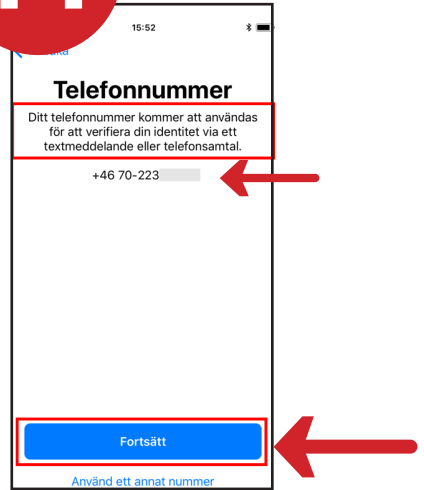 15:52
Telefonnummer
Ditt telefonnummer kommer att användas
för att verifiera din identitet via ett
textmeddelande eller telefonsamtal.
+46 70-223
Fortsätt
Använd ett annat nummer